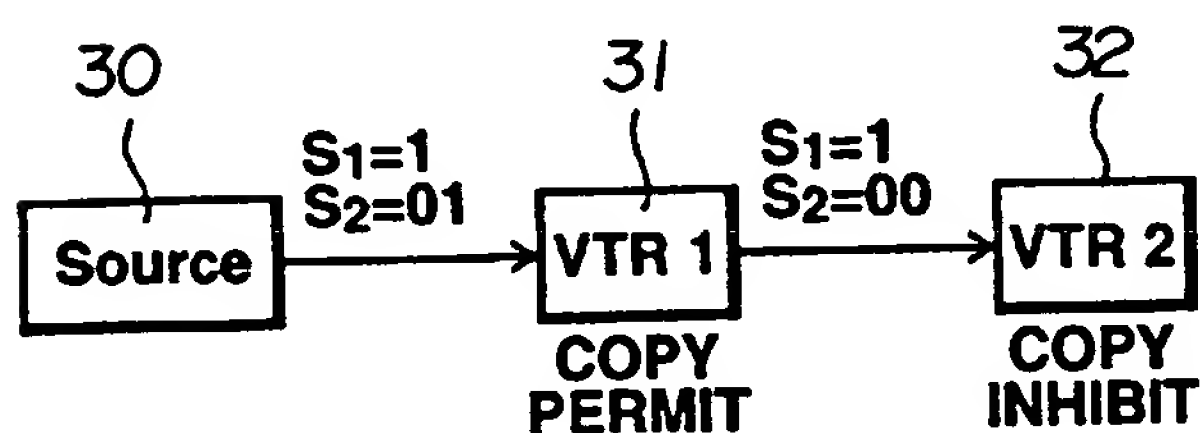 30
31
32
S1=1
S2=01
S1=1
S2=00
Source
VTR 1
VTR 2
COPY
PERMIT
COPY
INHIBIT